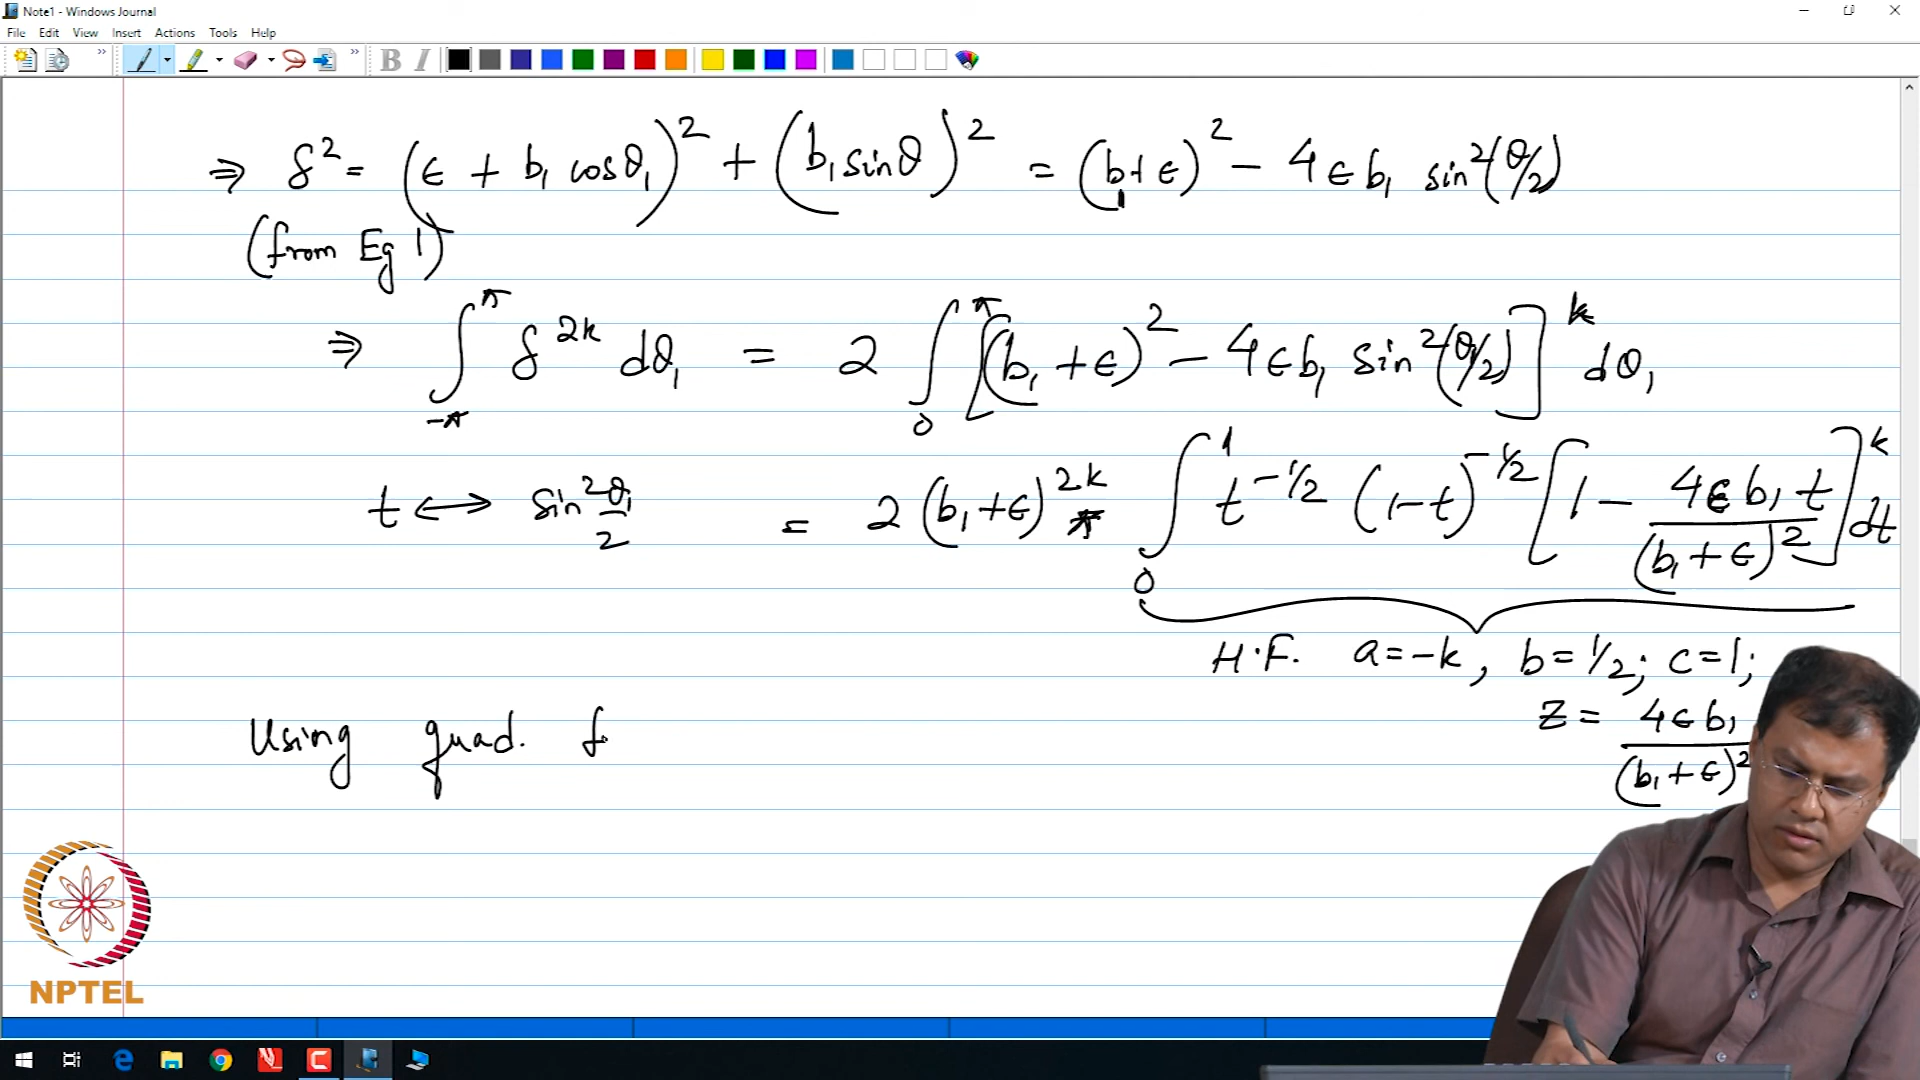 Note1 - Windows Journal
File Edit View Insert Actions Tools Help
B I
⇒ δ² = (ϵ + b₁ cosθ₁)² + (b₁ sinθ)² = (b₁+ϵ)² − 4ϵb₁ sin²(θ/2)
(from Eq 1)
⇒ ∫_{-π}^{π} δ^{2k} dθ₁ = 2 ∫_0^π [(b₁+ϵ)² − 4ϵb₁ sin²(θ₁/2)]^k dθ₁
t ⟷ sin² θ₁/2 = 2 (b₁+ϵ)^{2k} ∫_0^1 t^{-1/2} (1-t)^{-1/2} [1 − 4ϵb₁t/(b₁+ϵ)²]^k dt
H.F. a=-k, b=1/2; c=1;
z = 4ϵb₁/(b₁+ϵ)²
Using quad. f
NPTEL